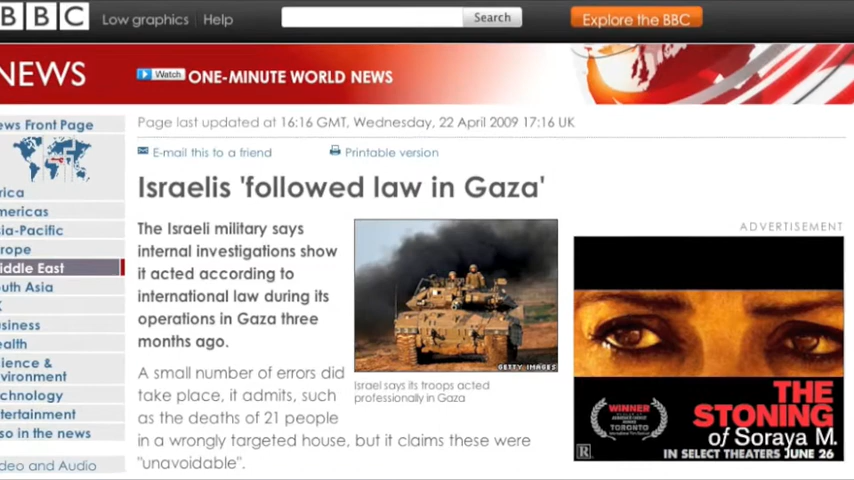 BBC
Low graphics
Help
Search
Explore the BBC
NEWS
Watch
ONE-MINUTE WORLD NEWS
ews Front Page
rica
mericas
sia-Pacific
urope
iddle East
outh Asia
K
usiness
ealth
ience &
nvironment
chnology
tertainment
so in the news
deo and Audio
Page last updated at 16:16 GMT, Wednesday, 22 April 2009 17:16 UK
E-mail this to a friend
Printable version
Israelis 'followed law in Gaza'
The Israeli military says
internal investigations show
it acted according to
international law during its
operations in Gaza three
months ago.
GETTY IMAGES
Israel says its troops acted
professionally in Gaza
A small number of errors did
take place, it admits, such
as the deaths of 21 people
in a wrongly targeted house, but it claims these were
"unavoidable".
ADVERTISEMENT
WINNER
TORONTO
THE
STONING
of Soraya M.
R
IN SELECT THEATERS JUNE 26